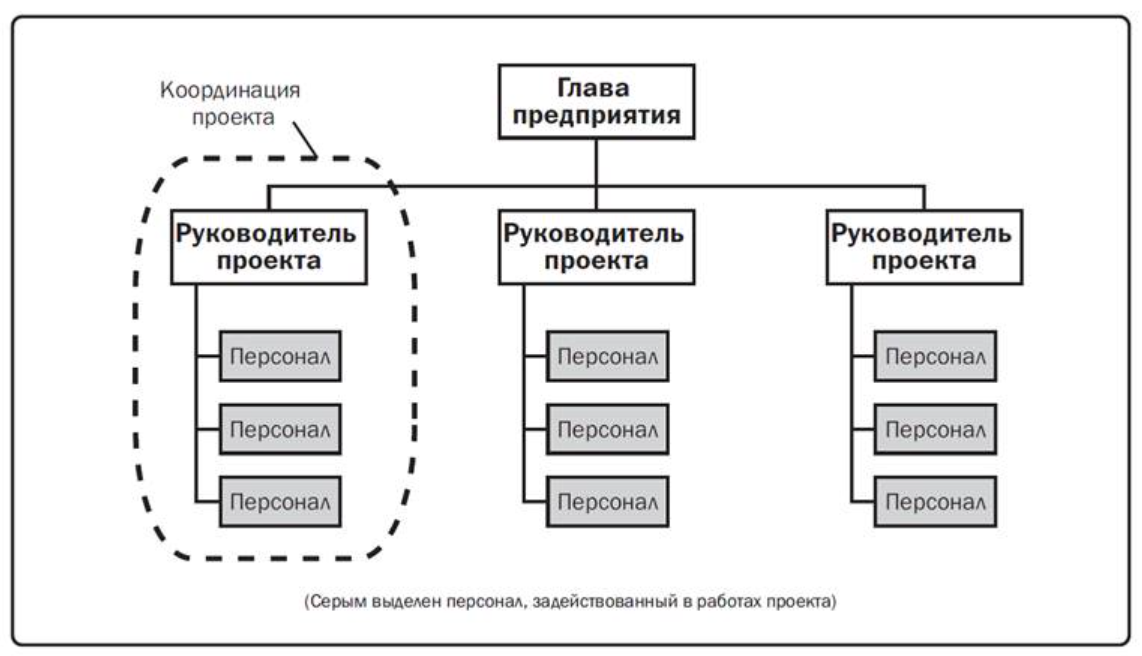 Координация
проекта
Глава
предприятия
Руководитель
проекта
Руководитель
проекта
Руководитель
проекта
Персонал
Персонал
Персонал
Персонал
Персонал
Персонал
Персонал
Персонал
Персонал
(Серым выделен персонал, задействованный в работах проекта)